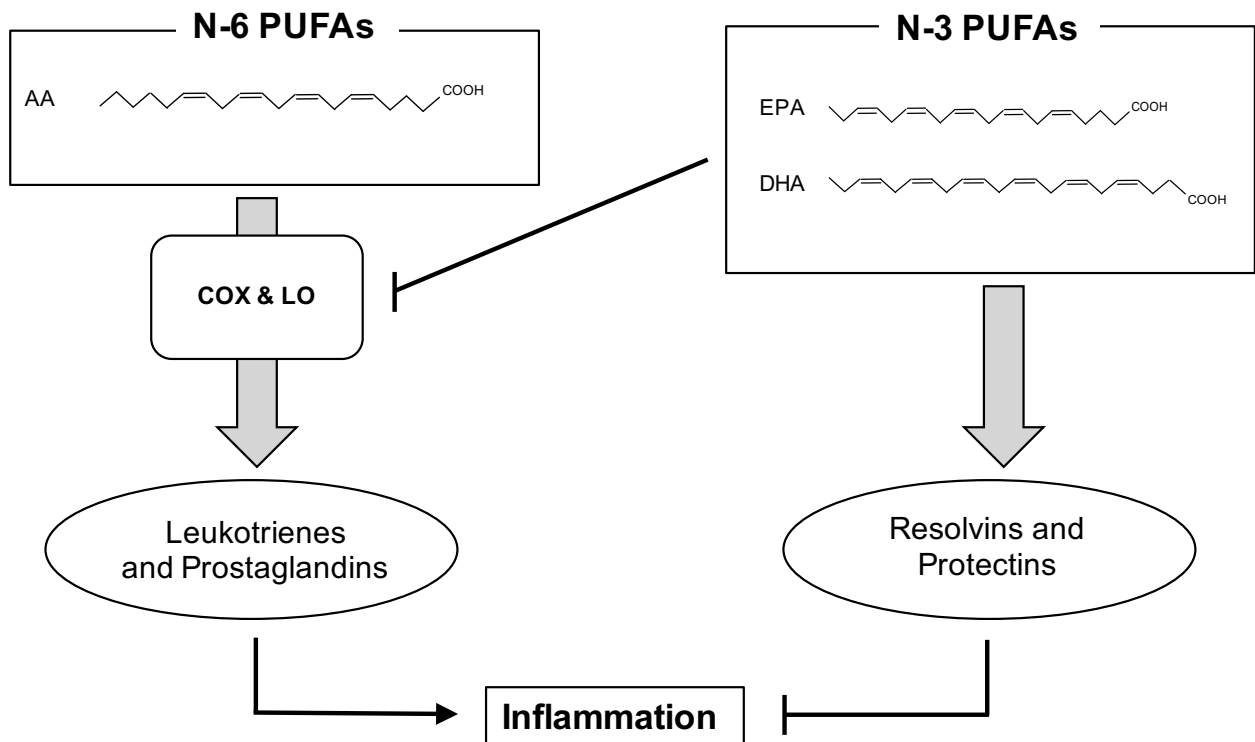 N-6 PUFAs
AA
COOH
N-3 PUFAs
EPA
COOH
DHA
COOH
COX & LO
Leukotrienes
and Prostaglandins
Resolvins and
Protectins
Inflammation